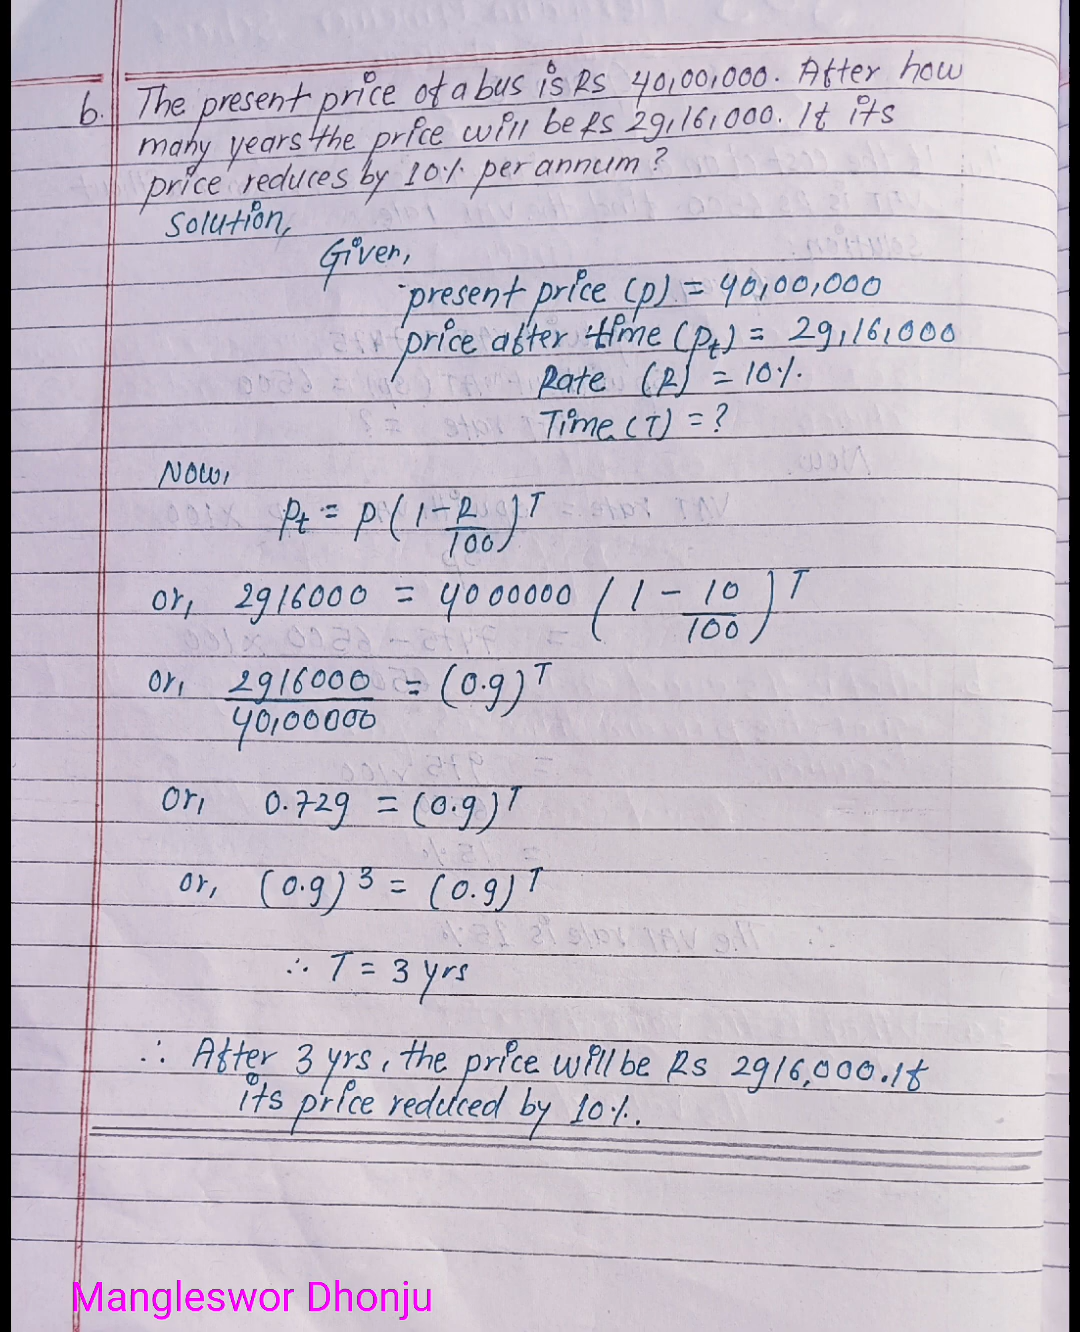 6. The present price of a bus is Rs 40,00,000. After how
many years the price will be Rs 29,16,000. If its
price reduces by 10% per annum?
Solution,
Given,
present price (p) = 40,00,000
price after time (Pt) = 29,16,000
Rate (R) = 10%.
Time (T) = ?
Now,
Pt = P(1-R/100)T
or, 2916000 = 4000000 (1 - 10/100)T
or, 2916000/40,00000 = (0.9)T
or, 0.729 = (0.9)T
or, (0.9)3 = (0.9)T
∴ T = 3 yrs
∴ After 3 yrs, the price will be Rs 2916,000. If
its price reduced by 10%.
Mangleswor Dhonju